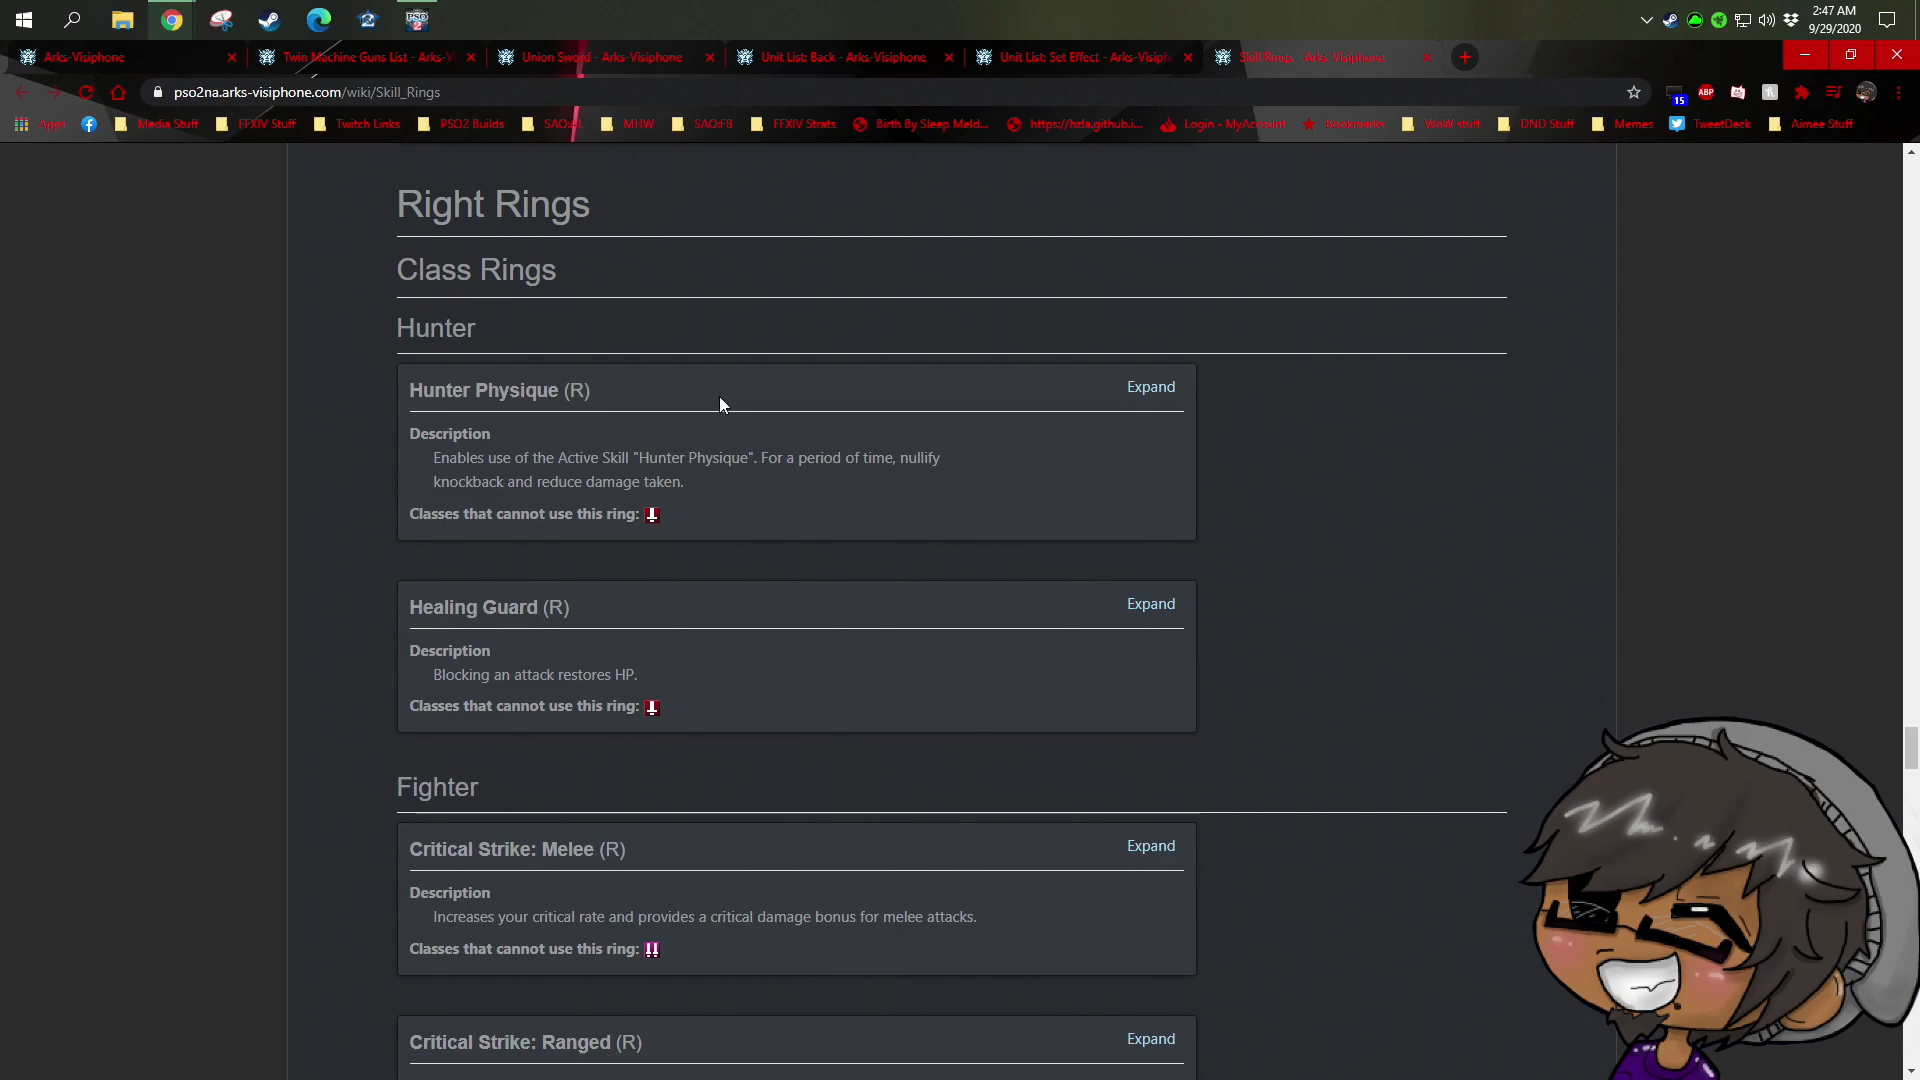 2:47 AM
9/29/2020
Arks-Visiphone
Twin Machine Guns List - Arks-V
Union Sword - Arks-Visiphone
Unit List: Back - Arks-Visiphone
Unit List: Set Effect - Arks-Visiph
Skill Rings - Arks-Visiphone
pso2na.arks-visiphone.com/wiki/Skill_Rings
15
ABP
Apps
Media Stuff
FFXIV Stuff
Twitch Links
PSO2 Builds
MHW
SAO:FB
FFXIV Strats
Birth By Sleep Meld...
https://hzla.github.i...
Login - MyAccount
Bookmarks
WoW stuff
DND Stuff
Memes
TweetDeck
Aimee Stuff
Right Rings
Class Rings
Hunter
Hunter Physique (R)
Expand
Description
Enables use of the Active Skill "Hunter Physique". For a period of time, nullify
knockback and reduce damage taken.
Classes that cannot use this ring:
Healing Guard (R)
Expand
Description
Blocking an attack restores HP.
Classes that cannot use this ring:
Fighter
Critical Strike: Melee (R)
Expand
Description
Increases your critical rate and provides a critical damage bonus for melee attacks.
Classes that cannot use this ring:
Critical Strike: Ranged (R)
Expand